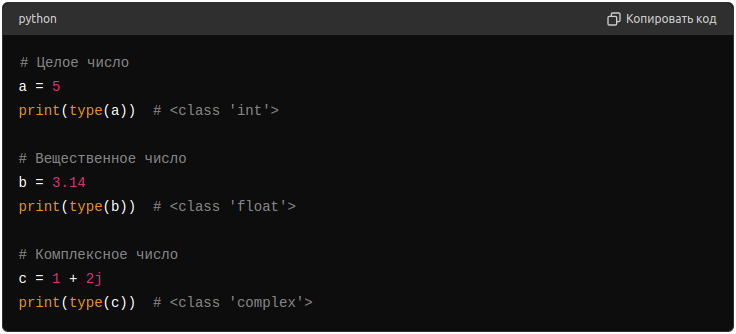 python
Копировать код
# Целое число
a = 5
print(type(a))  # <class 'int'>
# Вещественное число
b = 3.14
print(type(b))  # <class 'float'>
# Комплексное число
c = 1 + 2j
print(type(c))  # <class 'complex'>